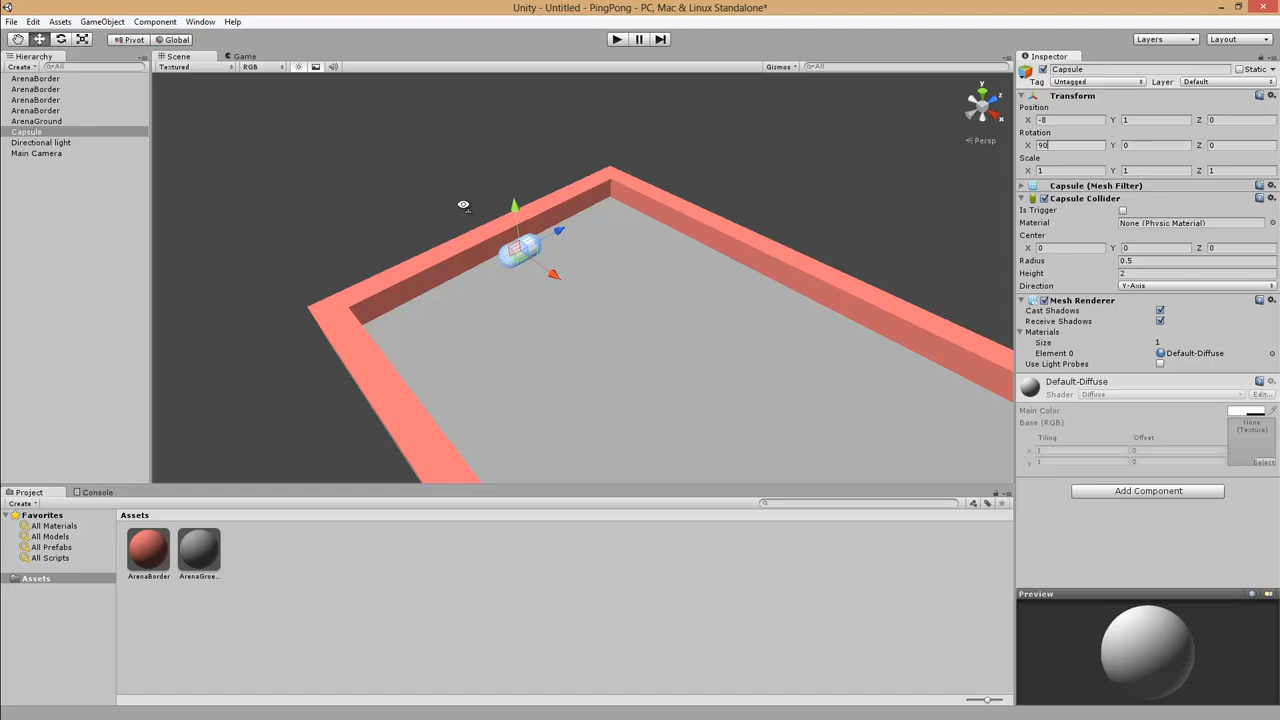 Unity - Untitled - PingPong - PC, Mac & Linux Standalone*
File Edit Assets GameObject Component Window Help
Pivot Global Layers Layout
Hierarchy
Create All
ArenaBorder
ArenaBorder
ArenaBorder
ArenaBorder
ArenaGround
Capsule
Directional light
Main Camera
Scene Game
Textured RGB Gizmos All
y
z
x
Persp
Inspector
Capsule Static
Tag Untagged Layer Default
Transform
Position
X -8 Y 1 Z 0
Rotation
X 90 Y 0 Z 0
Scale
X 1 Y 1 Z 1
Capsule (Mesh Filter)
Capsule Collider
Is Trigger
Material None (Physic Material)
Center
X 0 Y 0 Z 0
Radius 0.5
Height 2
Direction Y-Axis
Mesh Renderer
Cast Shadows
Receive Shadows
Materials
Size 1
Element 0 Default-Diffuse
Use Light Probes
Default-Diffuse
Shader Diffuse Edit...
Main Color
Base (RGB)
None
(Texture)
Tiling Offset
x 1 0
y 1 0
Select
Add Component
Preview
Project Console
Create
Favorites
All Materials
All Models
All Prefabs
All Scripts
Assets
Assets
ArenaBorder ArenaGroe...